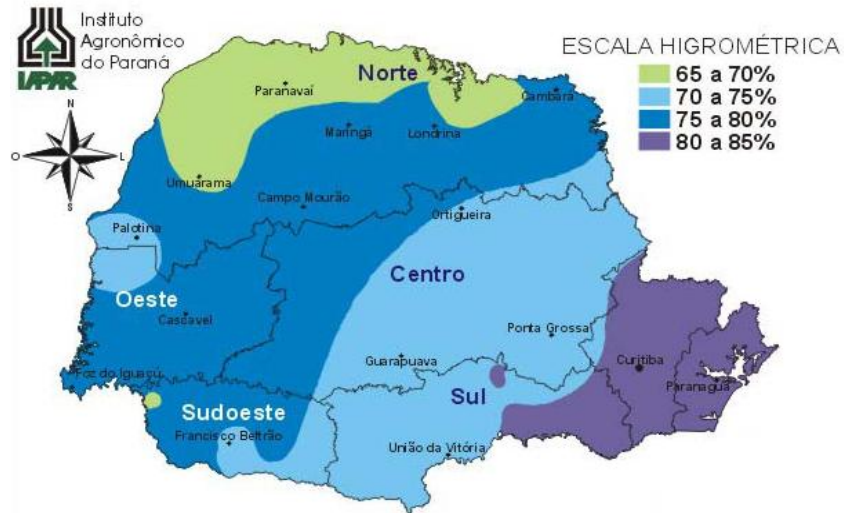 Instituto
Agronômico
do Paraná
IAPAR
N
O
L
S
ESCALA HIGROMÉTRICA
65 a 70%
70 a 75%
75 a 80%
80 a 85%
Norte
Paranavaí
Cambará
Maringá
Londrina
Umuarama
Campo Mourão
Ortigueira
Palotina
Centro
Oeste
Cascavel
Ponta Grossa
Guarapuava
Curitiba
Foz do Iguaçú
Paranaguá
Sul
Sudoeste
Francisco Beltrão
União da Vitória